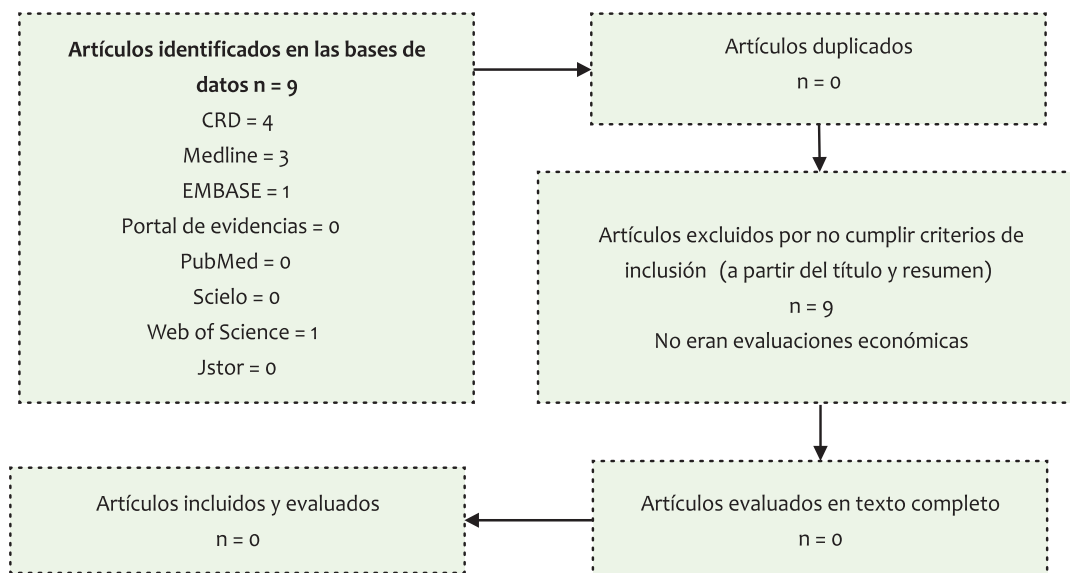 Artículos identificados en las bases de
datos n = 9
CRD = 4
Medline = 3
EMBASE = 1
Portal de evidencias = 0
PubMed = 0
Scielo = 0
Web of Science = 1
Jstor = 0
Artículos duplicados
n = 0
Artículos excluidos por no cumplir criterios de
inclusión (a partir del título y resumen)
n = 9
No eran evaluaciones económicas
Artículos evaluados en texto completo
n = 0
Artículos incluidos y evaluados
n = 0